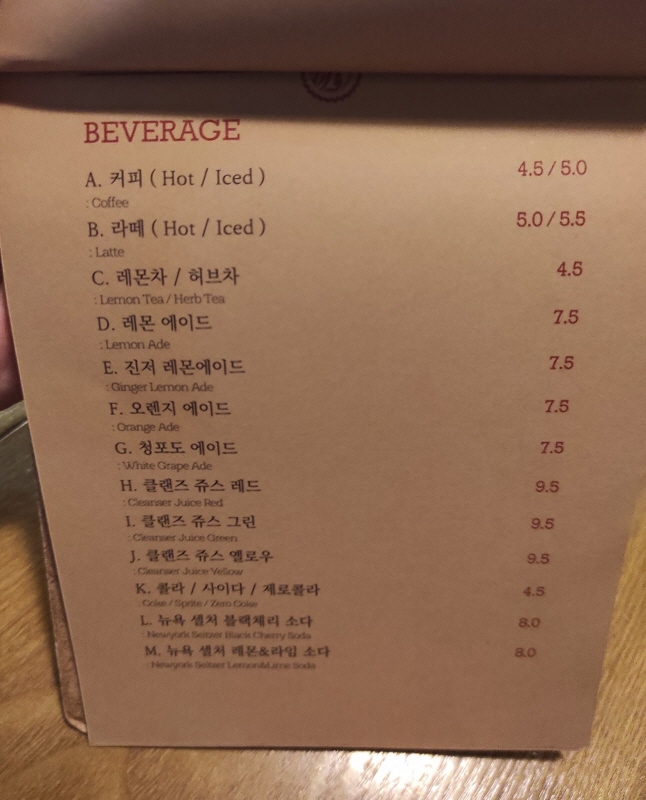 BEVERAGE
A. 커피 ( Hot / Iced ) 4.5 / 5.0
: Coffee
B. 라떼 ( Hot / Iced ) 5.0 / 5.5
: Latte
C. 레몬차 / 허브차 4.5
: Lemon Tea / Herb Tea
D. 레몬 에이드 7.5
: Lemon Ade
E. 진저 레몬에이드 7.5
: Ginger Lemon Ade
F. 오렌지 에이드 7.5
: Orange Ade
G. 청포도 에이드 7.5
: White Grape Ade
H. 클랜즈 쥬스 레드 9.5
: Cleanser Juice Red
I. 클랜즈 쥬스 그린 9.5
: Cleanser Juice Green
J. 클랜즈 쥬스 옐로우 9.5
: Cleanser Juice Yellow
K. 콜라 / 사이다 / 제로콜라 4.5
: Coke / Sprite / Zero Coke
L. 뉴욕 셀처 블랙체리 소다 8.0
: Newyork Seltzer Black Cherry Soda
M. 뉴욕 셀처 레몬&라임 소다 8.0
: Newyork Seltzer Lemon&Lime Soda